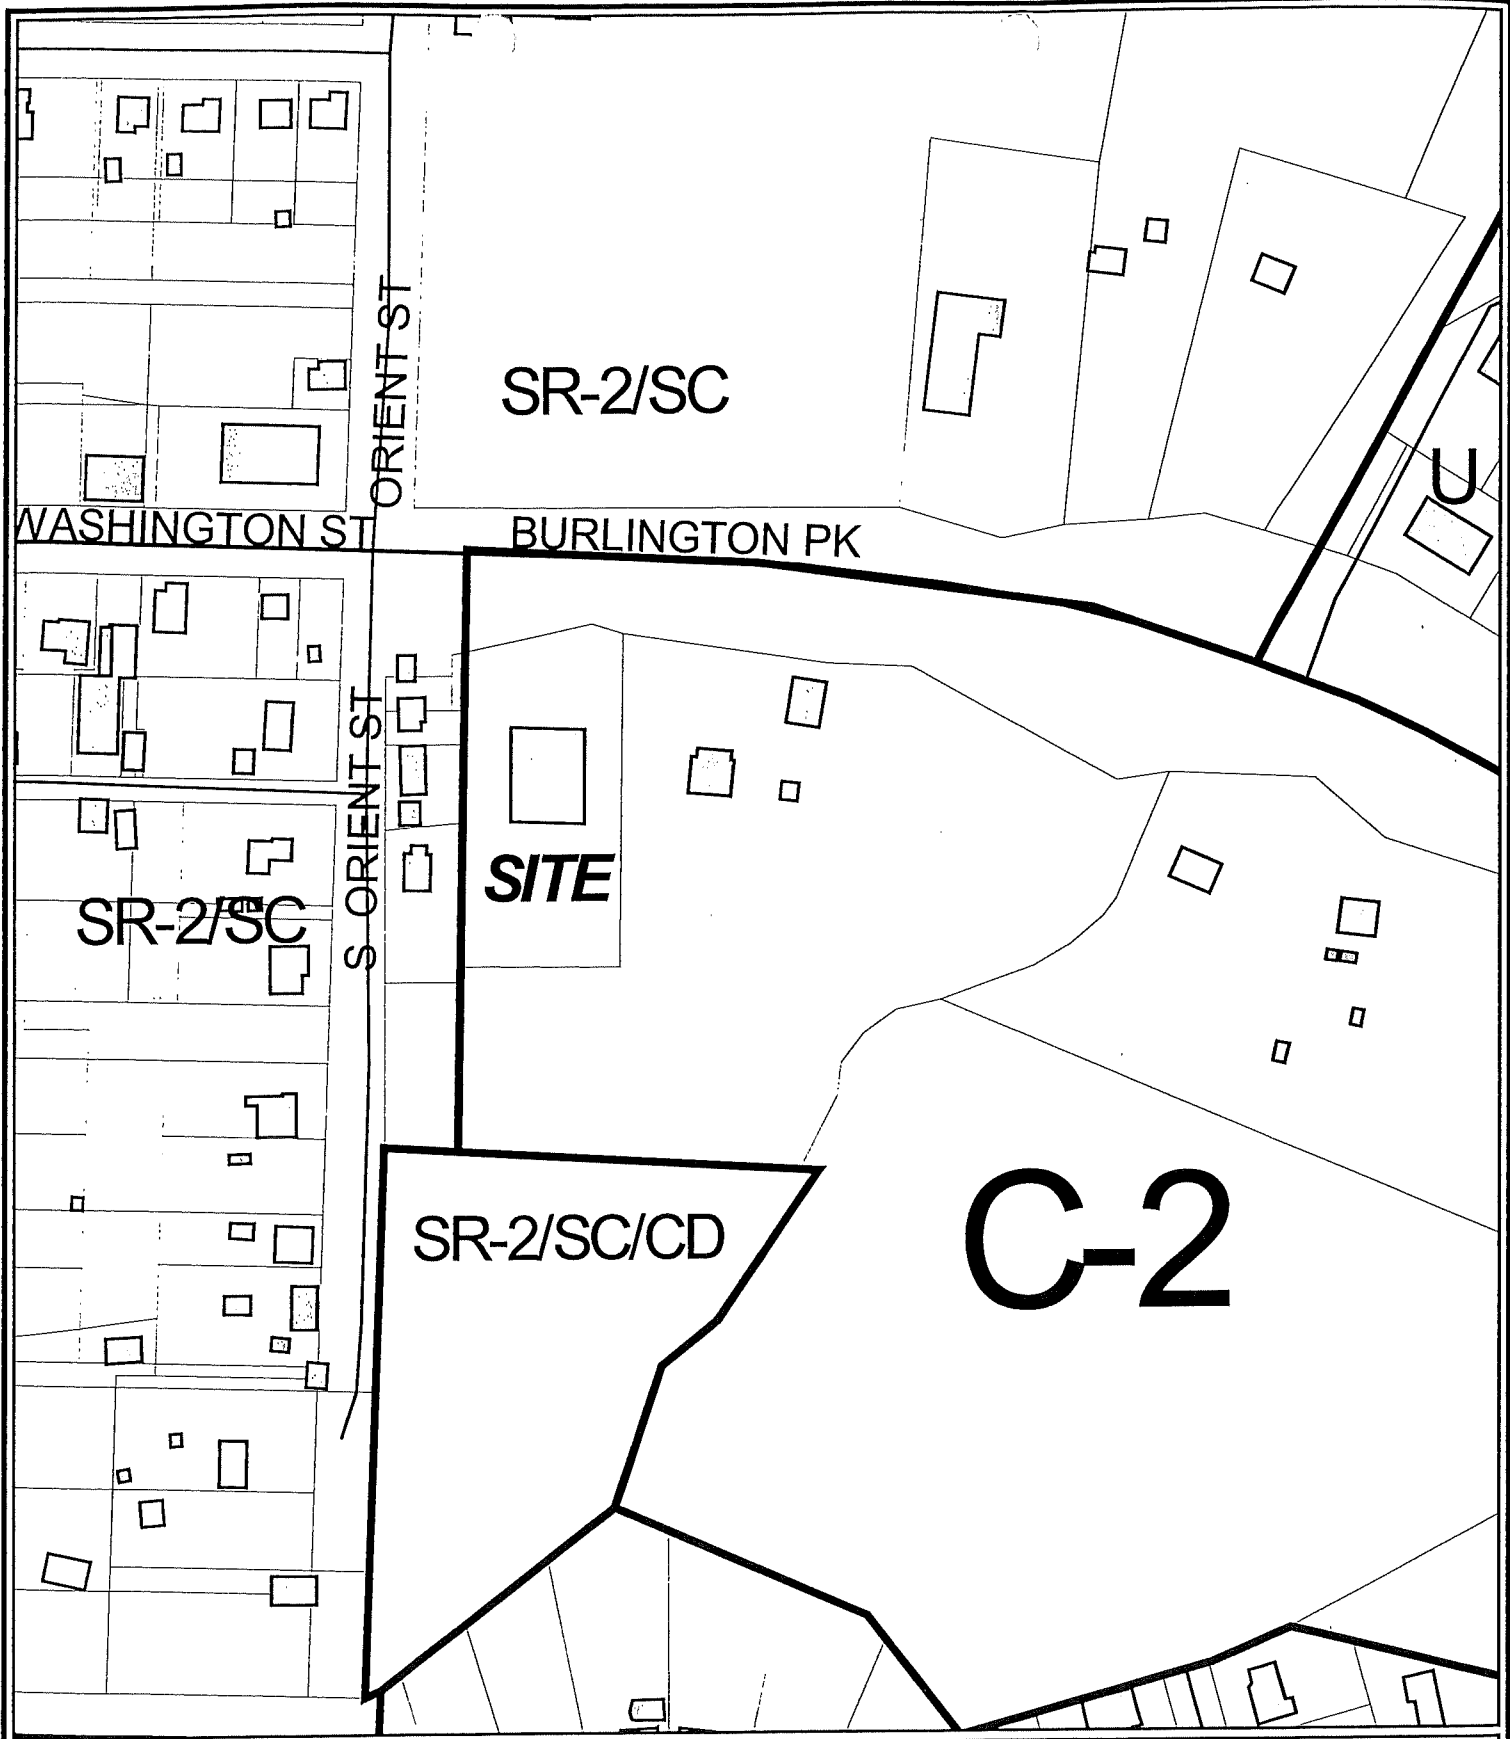 ORIENT ST
SR-2/SC
U
WASHINGTON ST
BURLINGTON PK
S ORIENT ST
SITE
SR-2/SC
SR-2/SC/CD
C-2